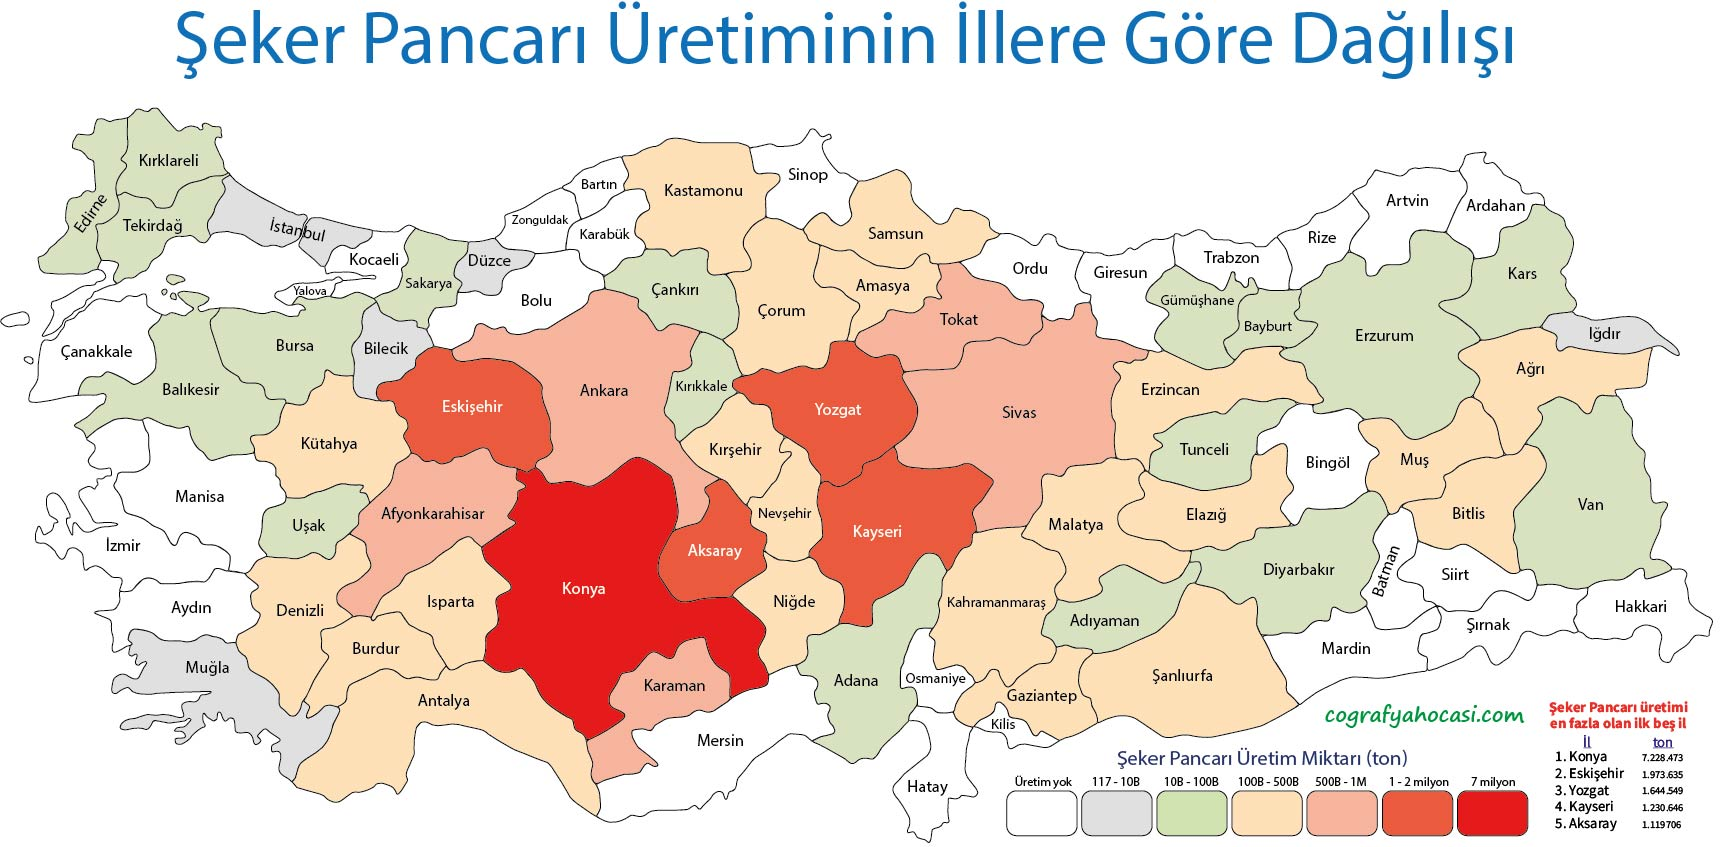 Şeker Pancarı Üretiminin İllere Göre Dağılışı
Kırklareli
Edirne
Tekirdağ
İstanbul
Kocaeli
Yalova
Sakarya
Düzce
Zonguldak
Bartın
Karabük
Kastamonu
Sinop
Samsun
Ordu
Giresun
Trabzon
Rize
Artvin
Ardahan
Kars
Iğdır
Bolu
Çankırı
Çorum
Amasya
Tokat
Gümüşhane
Bayburt
Erzurum
Ağrı
Çanakkale
Balıkesir
Bursa
Bilecik
Eskişehir
Ankara
Kırıkkale
Yozgat
Sivas
Erzincan
Tunceli
Bingöl
Muş
Bitlis
Van
Kütahya
Manisa
Uşak
Afyonkarahisar
Kırşehir
Nevşehir
Aksaray
Kayseri
Malatya
Elazığ
Diyarbakır
Batman
Siirt
Hakkari
Şırnak
Mardin
İzmir
Aydın
Denizli
Isparta
Burdur
Muğla
Antalya
Konya
Karaman
Niğde
Mersin
Adana
Osmaniye
Kahramanmaraş
Adıyaman
Gaziantep
Kilis
Şanlıurfa
Hatay
cografyahocasi.com
Şeker Pancarı Üretim Miktarı (ton)
Üretim yok 117 - 10B 10B - 100B 100B - 500B 500B - 1M 1 - 2 milyon 7 milyon
Şeker Pancarı üretimi
en fazla olan ilk beş il
İl ton
1. Konya 7.228.473
2. Eskişehir 1.973.635
3. Yozgat 1.644.549
4. Kayseri 1.230.646
5. Aksaray 1.119706